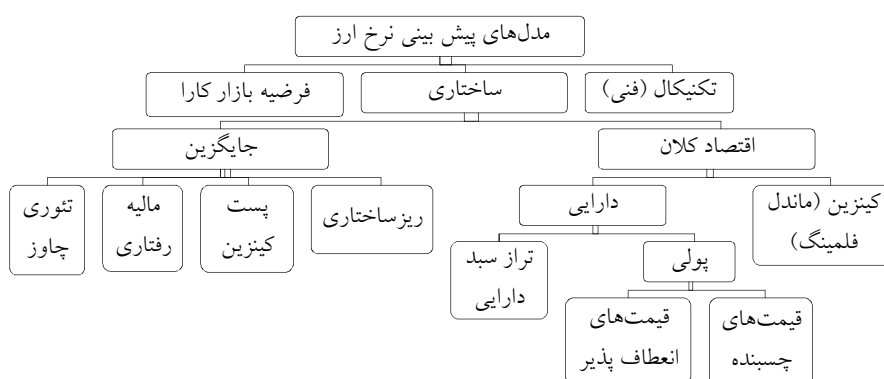 مدل‌های پیش بینی نرخ ارز
تکنیکال (فنی)
ساختاری
فرضیه بازار کارا
اقتصاد کلان
جایگزین
کینزین (ماندل
فلمینگ)
دارایی
ریزساختاری
پست
کینزین
مالیه
رفتاری
تئوری
چاوز
پولی
تراز سبد
دارایی
قیمت‌های
چسبنده
قیمت‌های
انعطاف پذیر